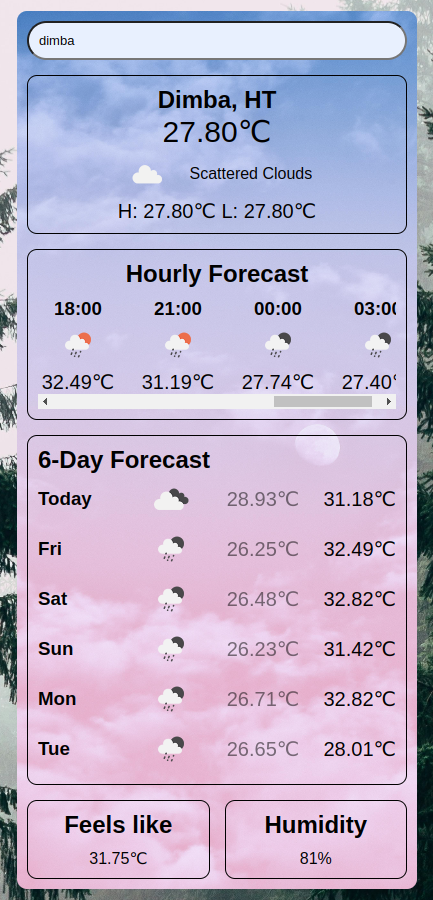 dimba
Dimba, HT
27.80℃
Scattered Clouds
H: 27.80℃ L: 27.80℃
Hourly Forecast
18:00 21:00 00:00 03:00
32.49℃ 31.19℃ 27.74℃ 27.40°
6-Day Forecast
Today 28.93℃ 31.18℃
Fri 26.25℃ 32.49℃
Sat 26.48℃ 32.82℃
Sun 26.23℃ 31.42℃
Mon 26.71℃ 32.82℃
Tue 26.65℃ 28.01℃
Feels like Humidity
31.75℃ 81%